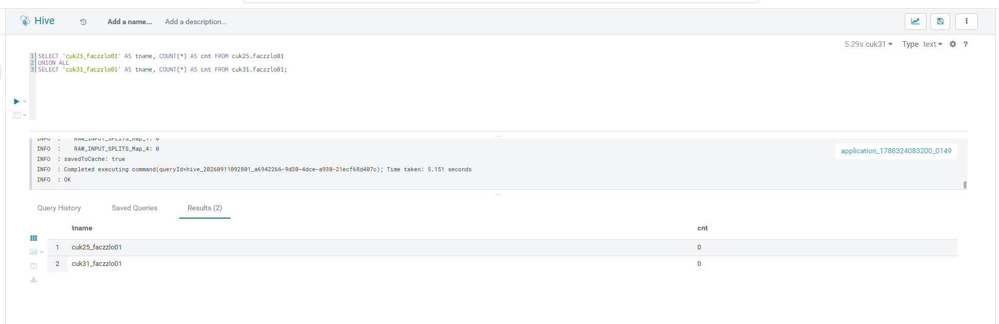 Hive Add a name... Add a description...
5.29s cuk31 Type text ?
1 SELECT 'cuk25_faczzlo01' AS tname, COUNT(*) AS cnt FROM cuk25.faczzlo01
2 UNION ALL
3 SELECT 'cuk31_faczzlo01' AS tname, COUNT(*) AS cnt FROM cuk31.faczzlo01;
INFO : RAW_INPUT_SPLITS_Map_1: 0
INFO : RAW_INPUT_SPLITS_Map_4: 0
application_1788324083200_0149
INFO : savedToCache: true
INFO : Completed executing command(queryId=hive_20260911092801_a6942266-9d30-4dce-a930-21ecf68d407c); Time taken: 5.151 seconds
INFO : OK
Query History Saved Queries Results (2)
tname cnt
1 cuk25_faczzlo01 0
2 cuk31_faczzlo01 0